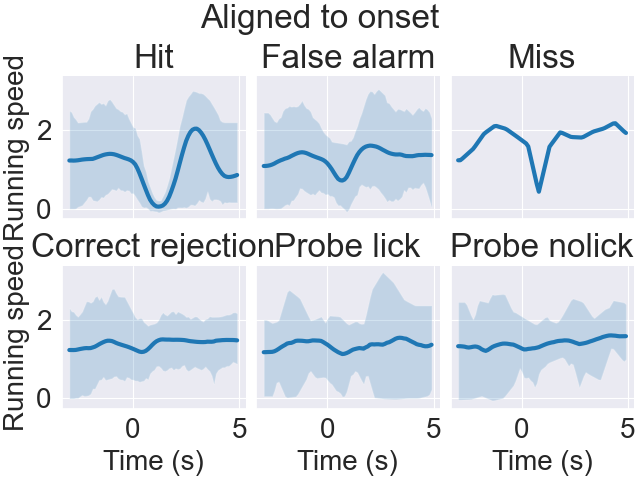 Aligned to onset
Hit
False alarm
Miss
Running speed
2
0
Correct rejection
Probe lick
Probe nolick
Running speed
2
0
0
5
0
5
0
5
Time (s)
Time (s)
Time (s)